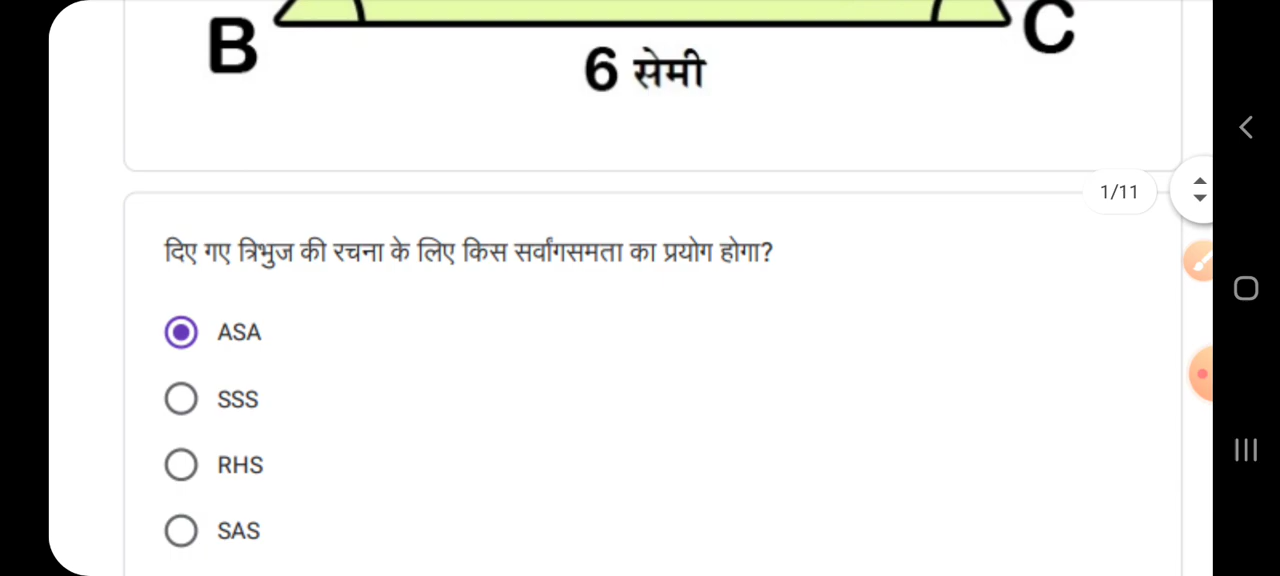 B
C
6 सेमी
1/11
दिए गए त्रिभुज की रचना के लिए किस सर्वांगसमता का प्रयोग होगा?
ASA
SSS
RHS
SAS